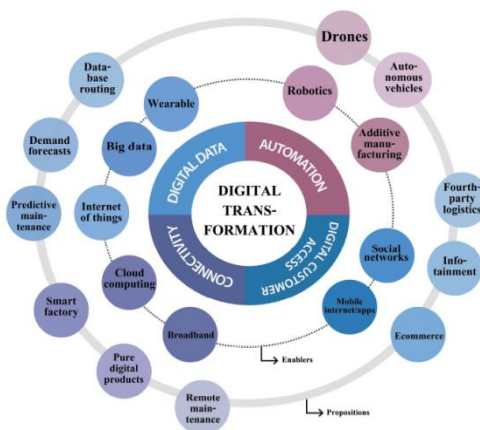 Drones
Data-
base
routing
Auto-
nomous
vehicles
Wearable
Robotics
Demand
forecasts
Big data
Additive
manu-
facturing
DIGITAL DATA
AUTOMATION
DIGITAL
TRANS-
FORMATION
Predictive main-
tenance
Internet
of things
Fourth-
party
logistics
CONNECTIVITY
DIGITAL CUSTOMER
ACCESS
Social
networks
Info-
tainment
Cloud
computing
Mobile
internet/apps
Smart
factory
Broadband
Ecommerce
Enablers
Pure
digital
products
Remote
main-
tenance
Propositions